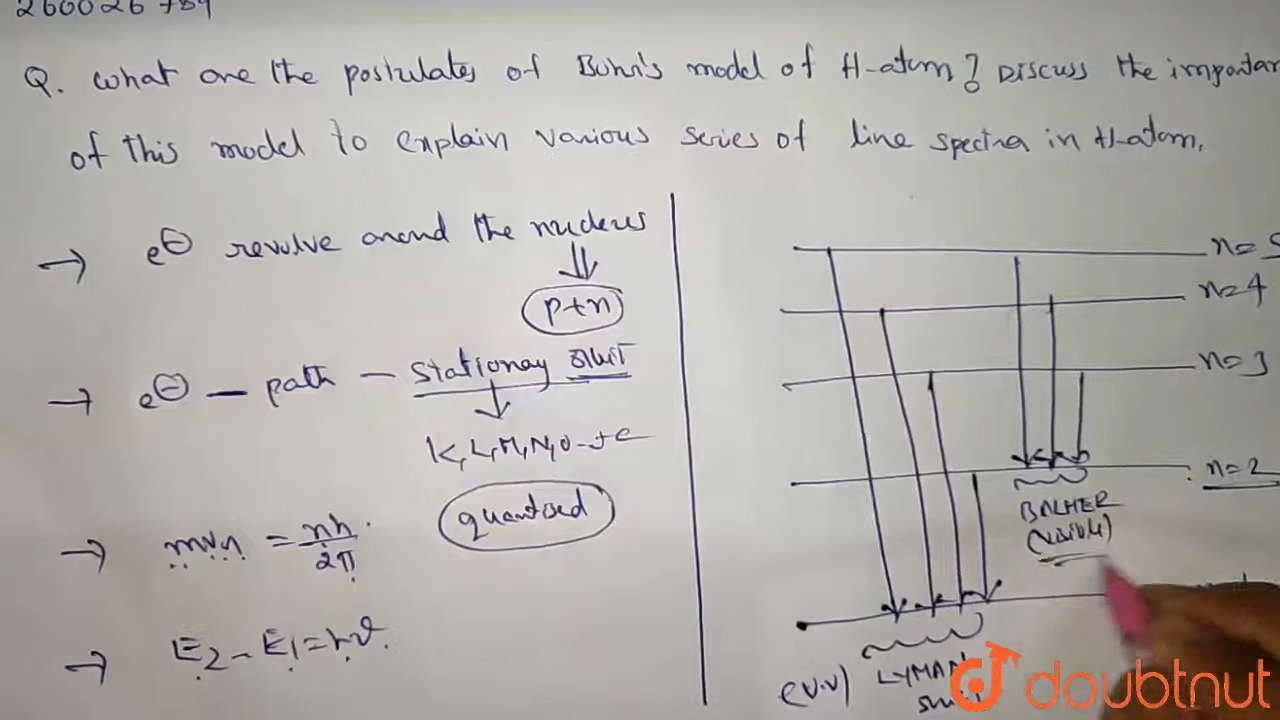 260026784
Q. What are the postulates of Bohr's model of H-atom? Discuss the importan
of this model to explain various series of line spectra in H-atom.
→ e⊖ revolve around the nucleus
p+n
→ e⊖ – path – stationary orbit
K, L, M, N, O – etc
quantised
→ mvr = nh/2π
→ E2 – E1 = hν
n=5
n=4
n=3
n=2
BALMER
(visible)
(U.V)
LYMAN
doubtnut